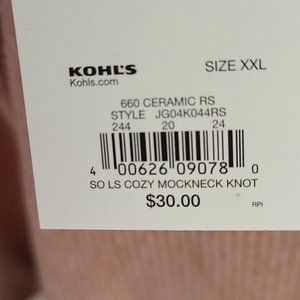 KOHL'S
Kohls.com
SIZE XXL
660 CERAMIC RS
STYLE JG04K044RS
244 20 24
4 00626 09078 0
SO LS COZY MOCKNECK KNOT
$30.00
RPI